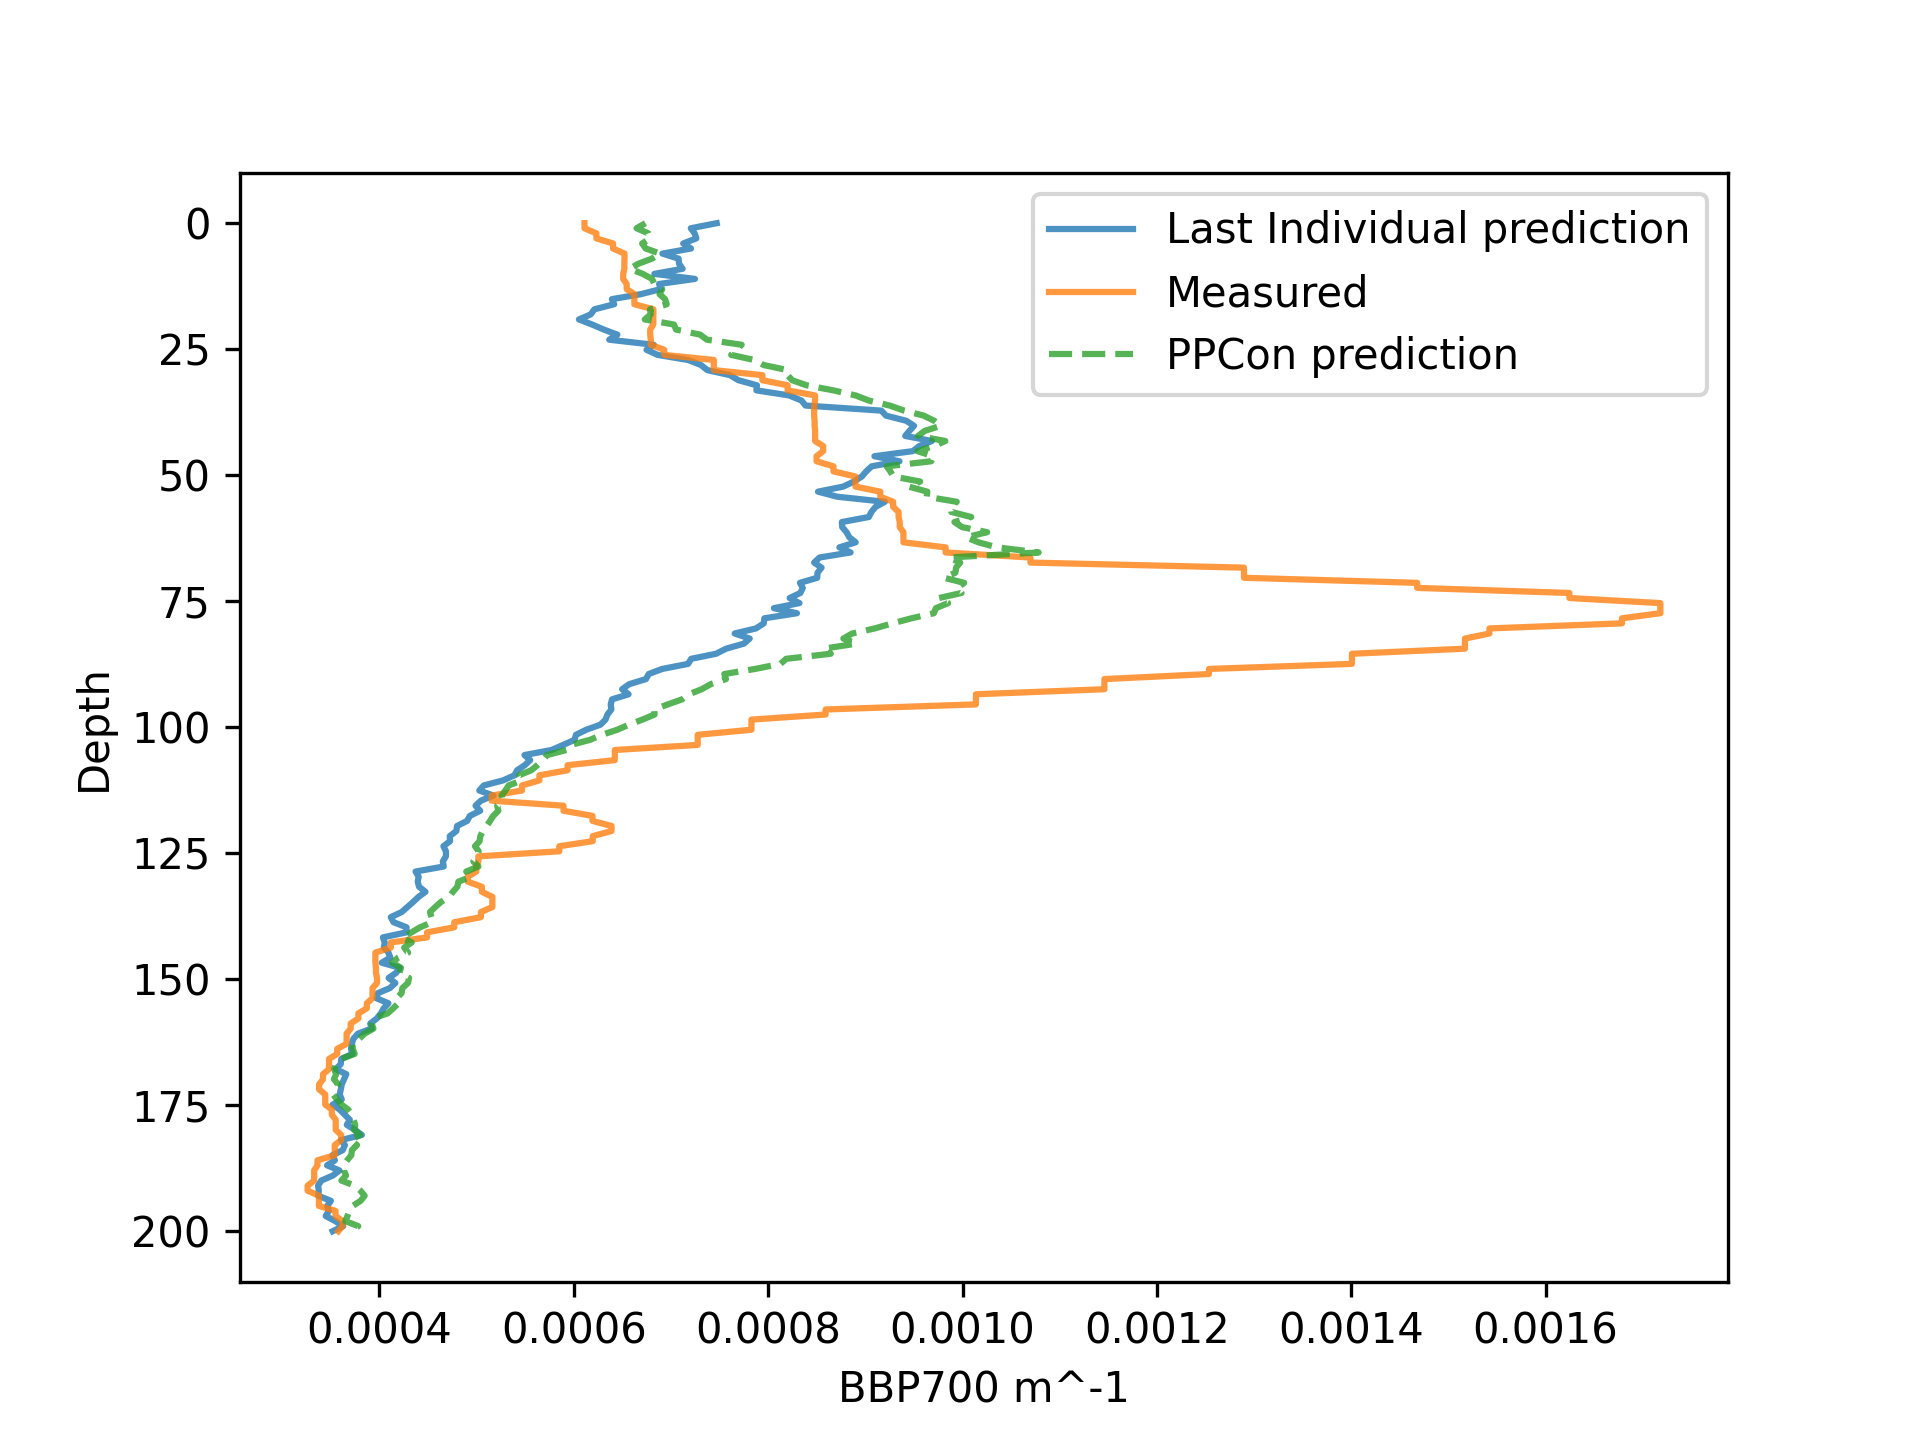 Last Individual prediction
Measured
PPCon prediction
0
25
50
75
100
125
150
175
200
Depth
0.0004 0.0006 0.0008 0.0010 0.0012 0.0014 0.0016
BBP700 m^-1